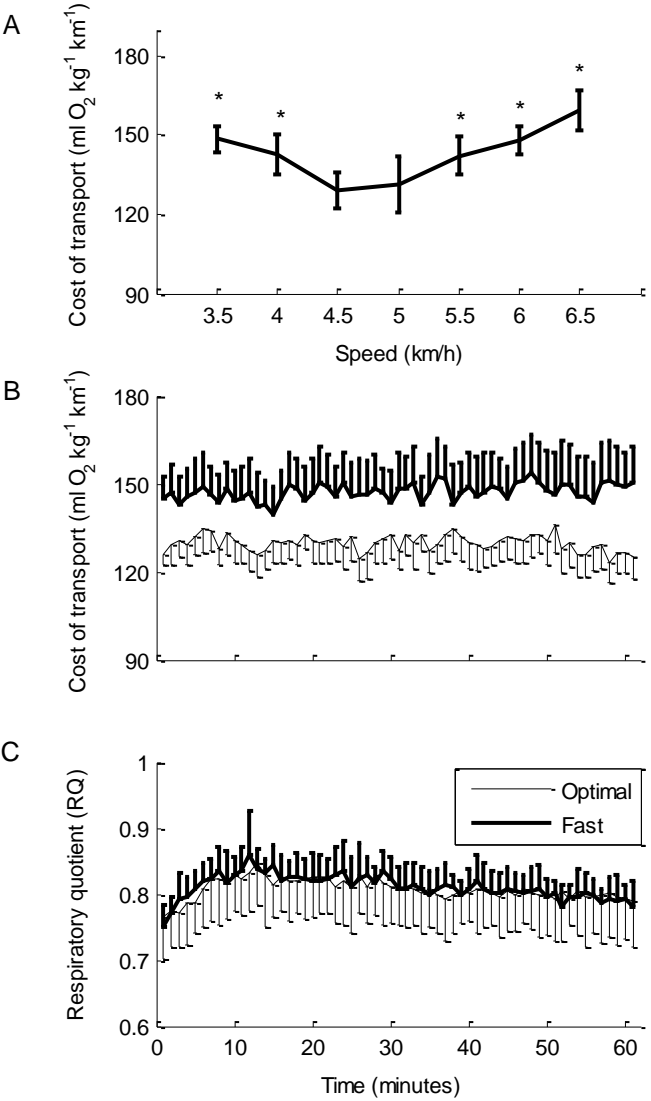 A
Cost of transport (ml O2 kg-1 km-1)
180
150
120
90
* * * * *
3.5 4 4.5 5 5.5 6 6.5
Speed (km/h)
B
Cost of transport (ml O2 kg-1 km-1)
180
150
120
90
C
Respiratory quotient (RQ)
1
0.9
0.8
0.7
0.6
Optimal
Fast
0 10 20 30 40 50 60
Time (minutes)